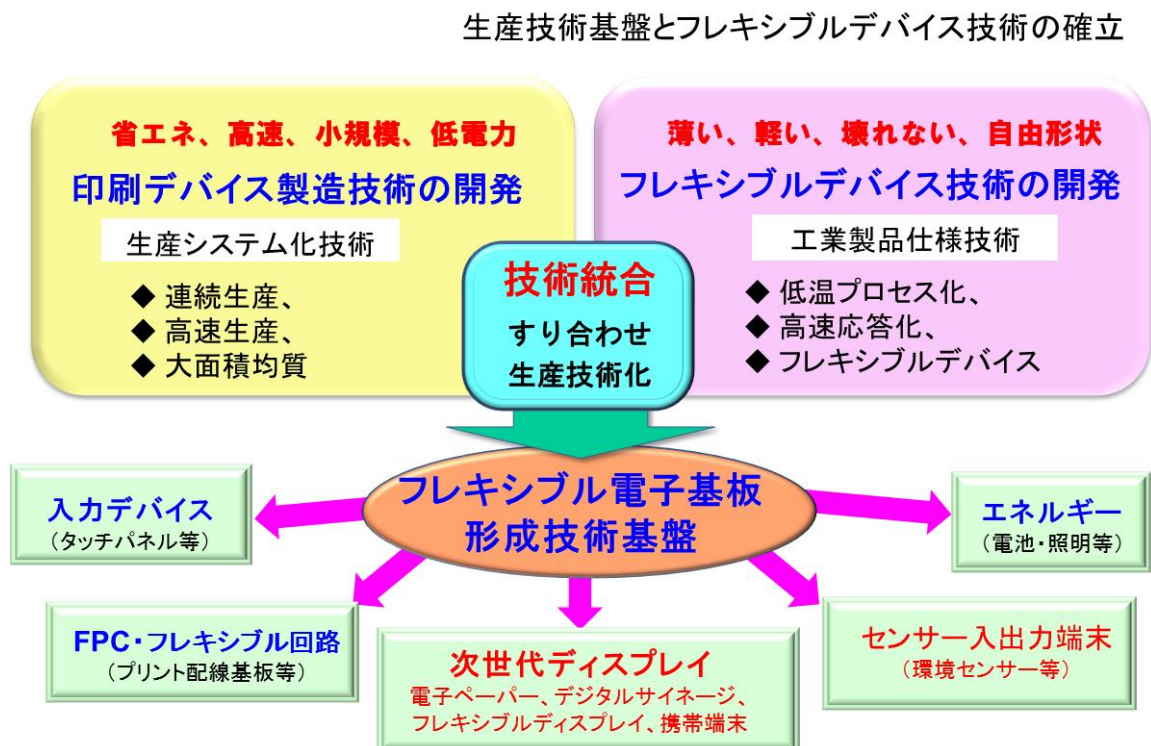 生産技術基盤とフレキシブルデバイス技術の確立
省エネ、高速、小規模、低電力
印刷デバイス製造技術の開発
生産システム化技術
◆ 連続生産、
◆ 高速生産、
◆ 大面積均質
薄い、軽い、壊れない、自由形状
フレキシブルデバイス技術の開発
工業製品仕様技術
◆ 低温プロセス化、
◆ 高速応答化、
◆ フレキシブルデバイス
技術統合
すり合わせ
生産技術化
フレキシブル電子基板
形成技術基盤
入力デバイス
（タッチパネル等）
エネルギー
（電池・照明等）
FPC・フレキシブル回路
（プリント配線基板等）
次世代ディスプレイ
電子ペーパー、デジタルサイネージ、
フレキシブルディスプレイ、携帯端末
センサー入出力端末
（環境センサー等）